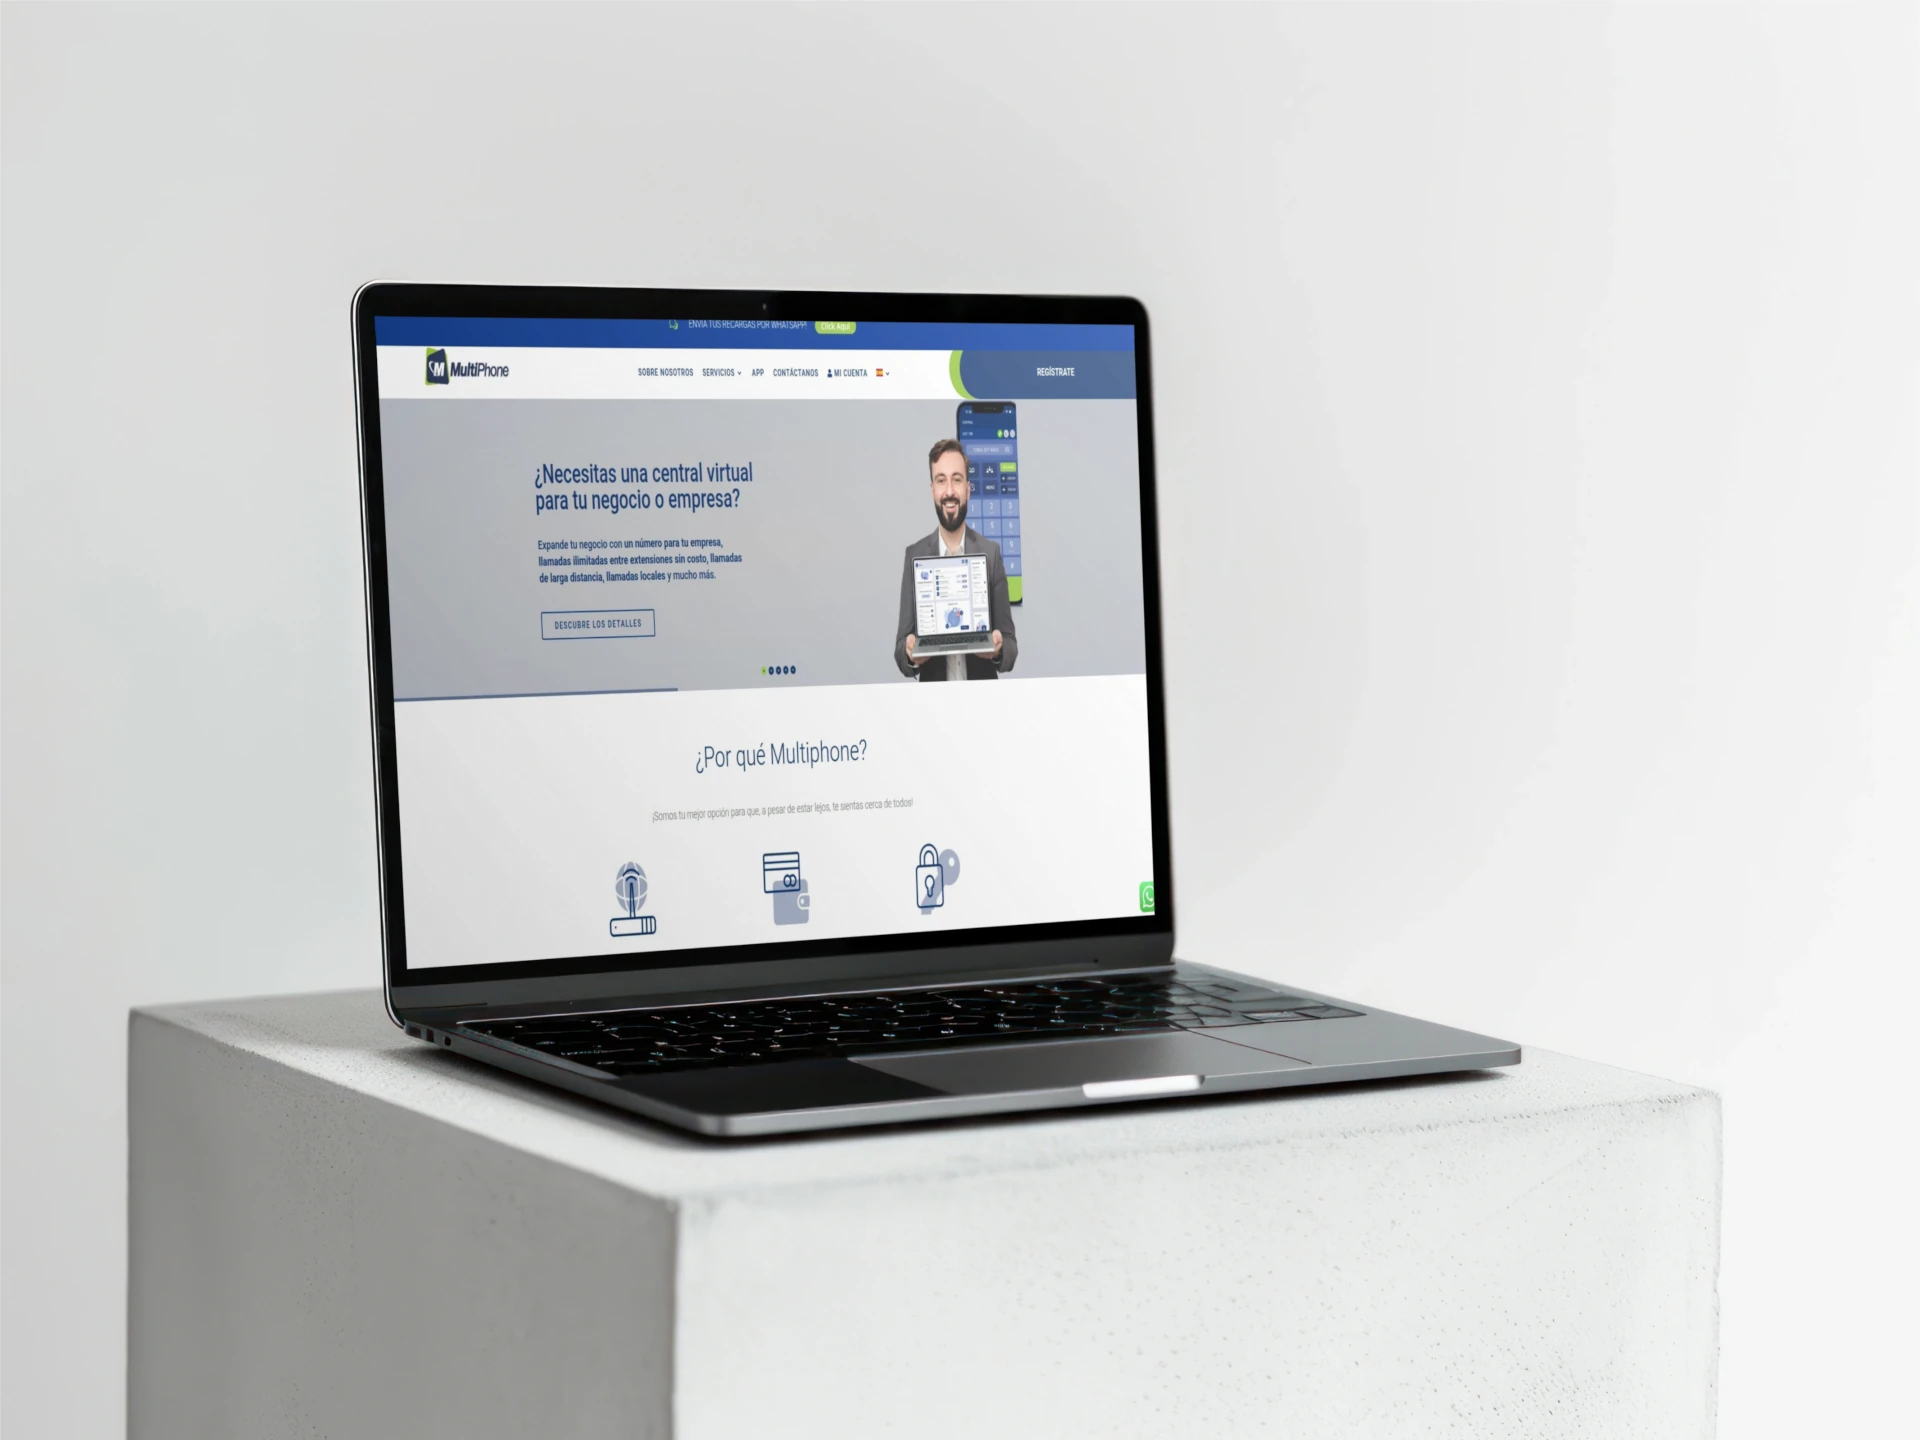 ENVIA TUS RECARGAS POR WHATSAPP! Click Aquí
M MultiPhone
SOBRE NOSOTROS SERVICIOS APP CONTÁCTANOS MI CUENTA REGÍSTRATE
¿Necesitas una central virtual
para tu negocio o empresa?
Expande tu negocio con un número para tu empresa,
llamadas ilimitadas entre extensiones sin costo, llamadas
de larga distancia, llamadas locales y mucho más.
DESCUBRE LOS DETALLES
¿Por qué Multiphone?
¡Somos tu mejor opción para que, a pesar de estar lejos, te sientas cerca de todos!